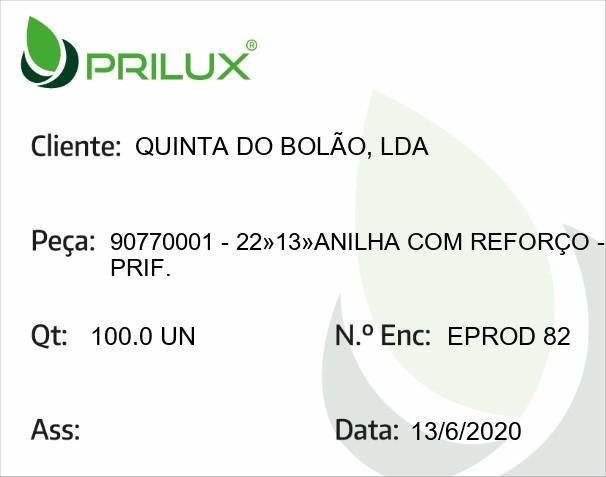 PRILUX®
Cliente: QUINTA DO BOLÃO, LDA
Peça: 90770001 - 22»13»ANILHA COM REFORÇO -
PRIF.
Qt: 100.0 UN N.º Enc: EPROD 82
Ass: Data: 13/6/2020